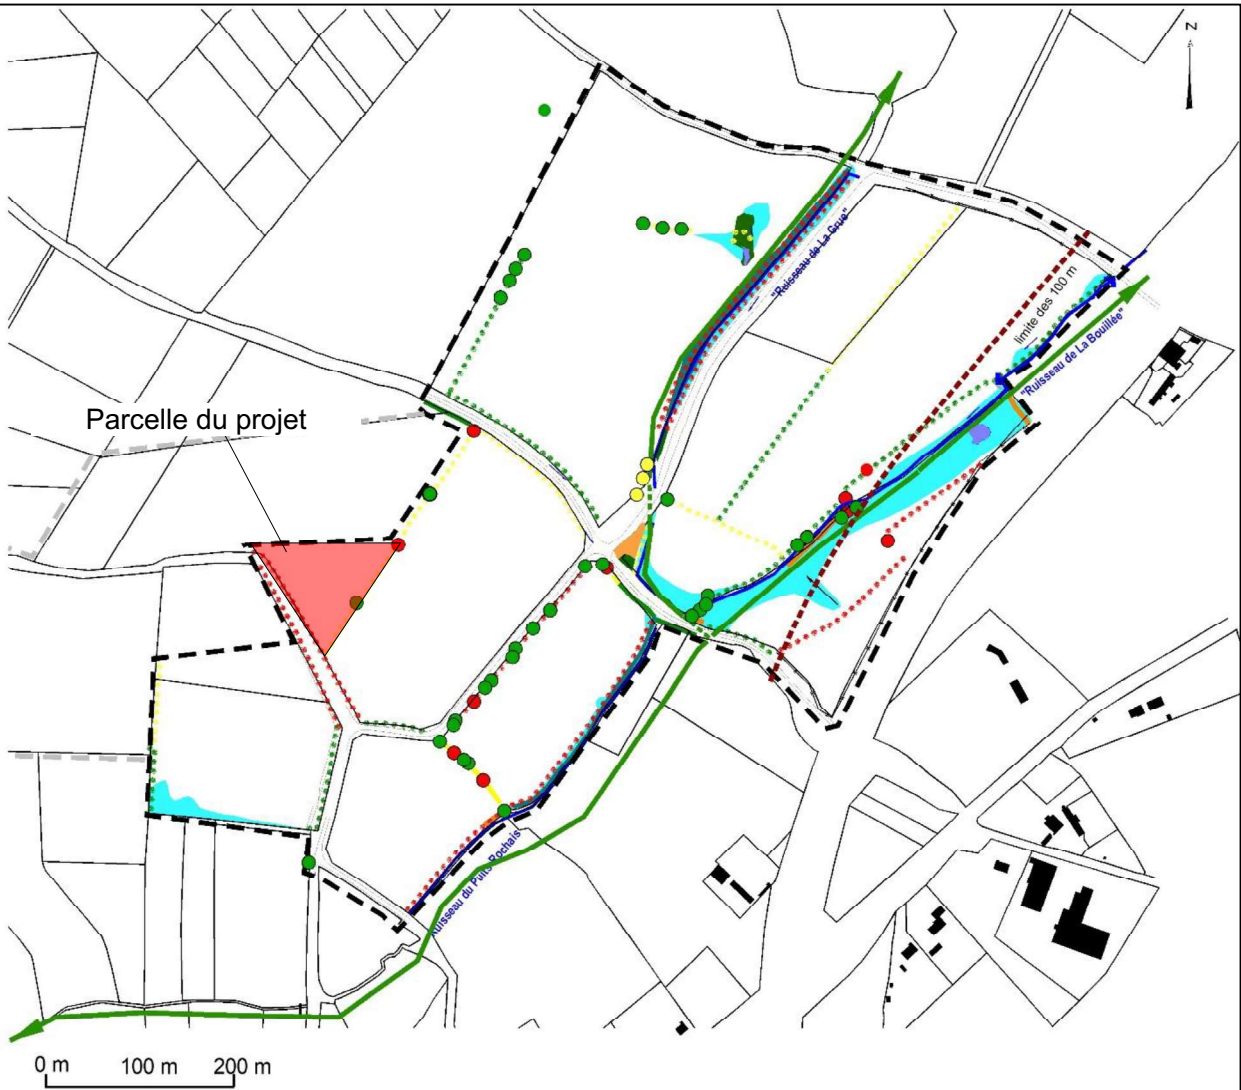 N
"Ruisseau de La Grue"
limite des 100 m
"Ruisseau de La Bouillée"
Parcelle du projet
Ruisseau du Puits Rochais"
0 m 100 m 200 m